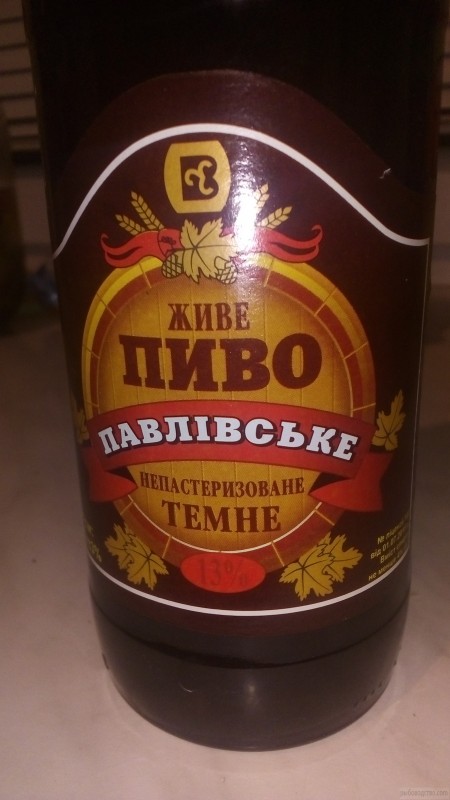 ЖИВЕ
ПИВО
ПАВЛІВСЬКЕ
НЕПАСТЕРИЗОВАНЕ
ТЕМНЕ
13%